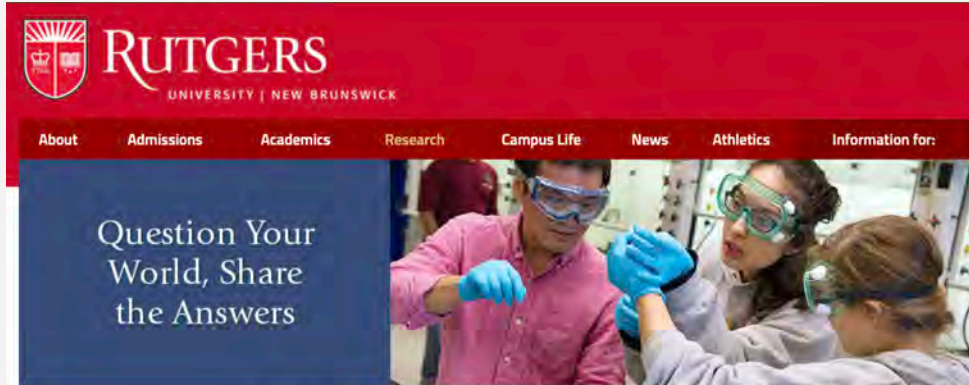 RUTGERS
UNIVERSITY | NEW BRUNSWICK
About Admissions Academics Research Campus Life News Athletics Information for:
Question Your
World, Share
the Answers